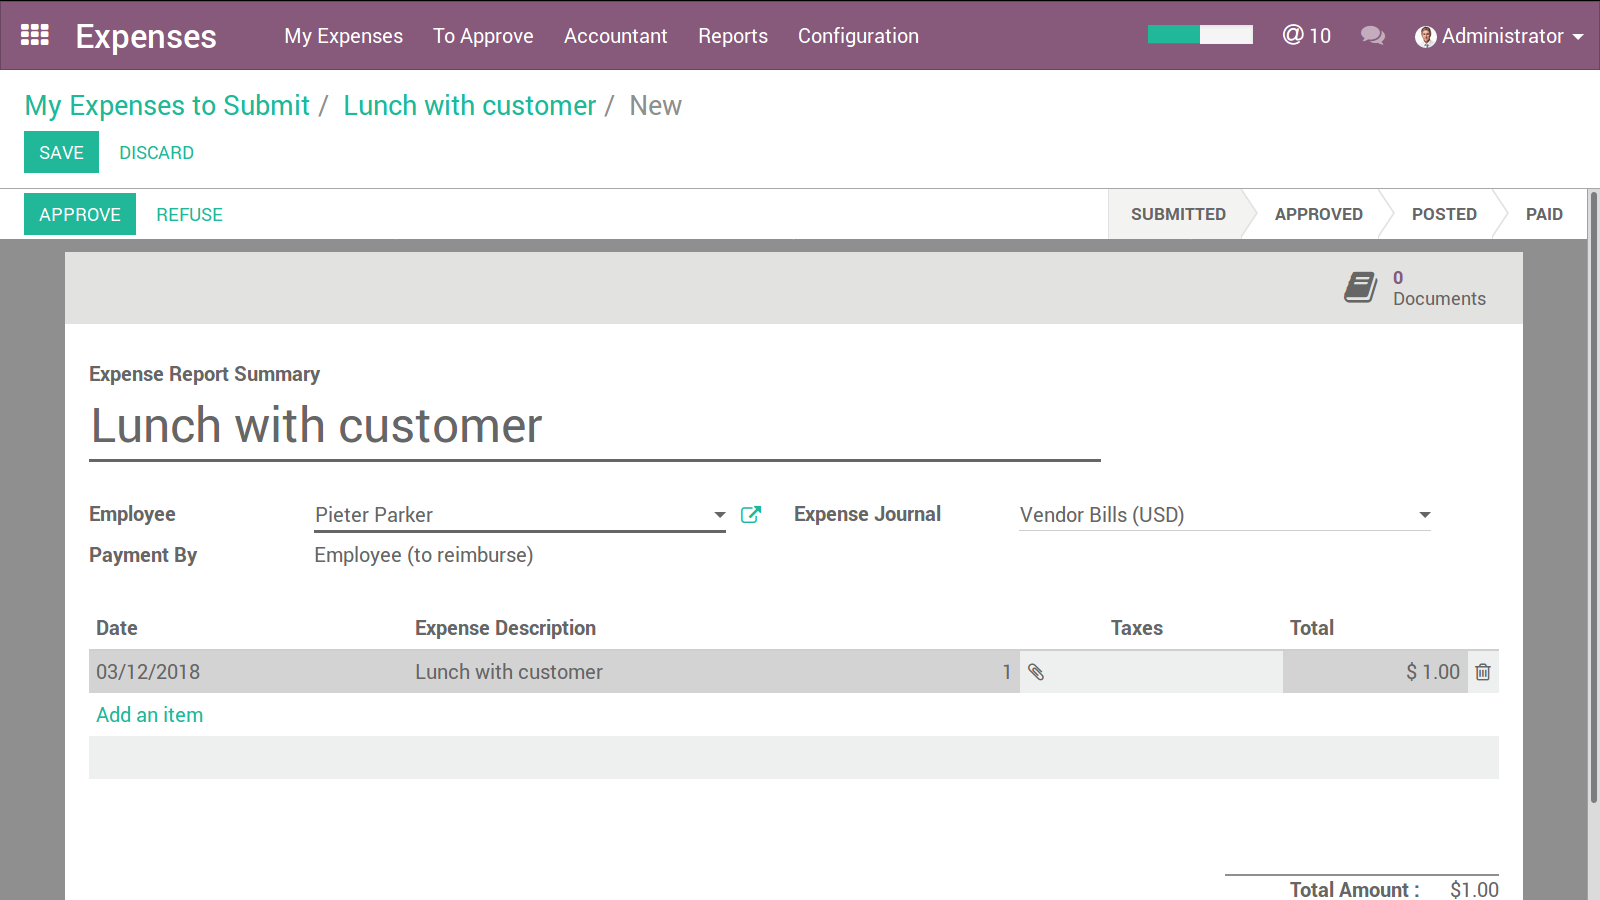 Expenses My Expenses To Approve Accountant Reports Configuration @ 10 Administrator
My Expenses to Submit / Lunch with customer / New
SAVE DISCARD
APPROVE REFUSE SUBMITTED APPROVED POSTED PAID
0
Documents
Expense Report Summary
Lunch with customer
Employee Pieter Parker Expense Journal Vendor Bills (USD)
Payment By Employee (to reimburse)
Date Expense Description Taxes Total
03/12/2018 Lunch with customer 1 $ 1.00
Add an item
Total Amount : $1.00